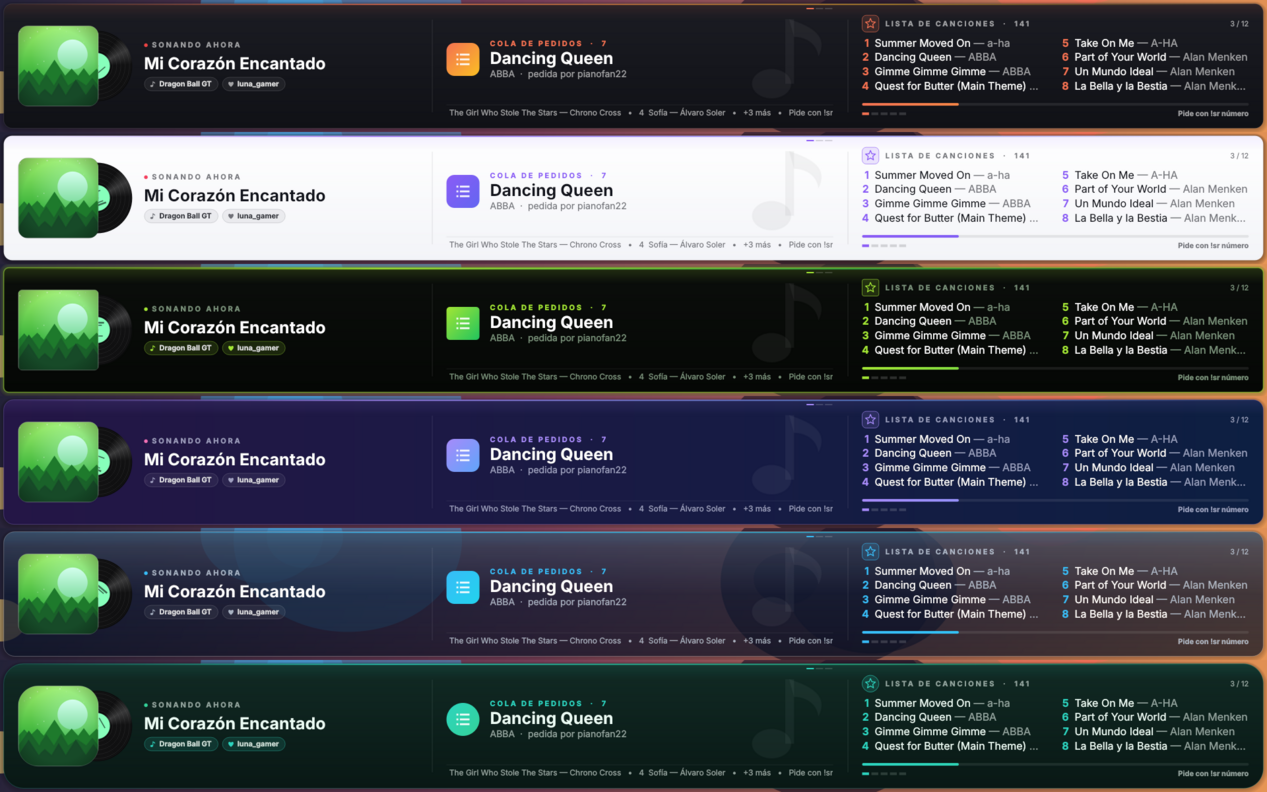 SONANDO AHORA
Mi Corazón Encantado
Dragon Ball GT luna_gamer
COLA DE PEDIDOS · 7
Dancing Queen
ABBA · pedida por pianofan22
The Girl Who Stole The Stars — Chrono Cross • 4 Sofía — Álvaro Soler • +3 más • Pide con !sr
LISTA DE CANCIONES · 141
3 / 12
1 Summer Moved On — a-ha
2 Dancing Queen — ABBA
3 Gimme Gimme Gimme — ABBA
4 Quest for Butter (Main Theme) ...
5 Take On Me — A-HA
6 Part of Your World — Alan Menken
7 Un Mundo Ideal — Alan Menken
8 La Bella y la Bestia — Alan Menk...
Pide con !sr número
SONANDO AHORA
Mi Corazón Encantado
Dragon Ball GT luna_gamer
COLA DE PEDIDOS · 7
Dancing Queen
ABBA · pedida por pianofan22
The Girl Who Stole The Stars — Chrono Cross • 4 Sofía — Álvaro Soler • +3 más • Pide con !sr
LISTA DE CANCIONES · 141
3 / 12
1 Summer Moved On — a-ha
2 Dancing Queen — ABBA
3 Gimme Gimme Gimme — ABBA
4 Quest for Butter (Main Theme) ...
5 Take On Me — A-HA
6 Part of Your World — Alan Menken
7 Un Mundo Ideal — Alan Menken
8 La Bella y la Bestia — Alan Menk...
Pide con !sr número
SONANDO AHORA
Mi Corazón Encantado
Dragon Ball GT luna_gamer
COLA DE PEDIDOS · 7
Dancing Queen
ABBA · pedida por pianofan22
The Girl Who Stole The Stars — Chrono Cross • 4 Sofía — Álvaro Soler • +3 más • Pide con !sr
LISTA DE CANCIONES · 141
3 / 12
1 Summer Moved On — a-ha
2 Dancing Queen — ABBA
3 Gimme Gimme Gimme — ABBA
4 Quest for Butter (Main Theme) ...
5 Take On Me — A-HA
6 Part of Your World — Alan Menken
7 Un Mundo Ideal — Alan Menken
8 La Bella y la Bestia — Alan Menk...
Pide con !sr número
SONANDO AHORA
Mi Corazón Encantado
Dragon Ball GT luna_gamer
COLA DE PEDIDOS · 7
Dancing Queen
ABBA · pedida por pianofan22
The Girl Who Stole The Stars — Chrono Cross • 4 Sofía — Álvaro Soler • +3 más • Pide con !sr
LISTA DE CANCIONES · 141
3 / 12
1 Summer Moved On — a-ha
2 Dancing Queen — ABBA
3 Gimme Gimme Gimme — ABBA
4 Quest for Butter (Main Theme) ...
5 Take On Me — A-HA
6 Part of Your World — Alan Menken
7 Un Mundo Ideal — Alan Menken
8 La Bella y la Bestia — Alan Menk...
Pide con !sr número
SONANDO AHORA
Mi Corazón Encantado
Dragon Ball GT luna_gamer
COLA DE PEDIDOS · 7
Dancing Queen
ABBA · pedida por pianofan22
The Girl Who Stole The Stars — Chrono Cross • 4 Sofía — Álvaro Soler • +3 más • Pide con !sr
LISTA DE CANCIONES · 141
3 / 12
1 Summer Moved On — a-ha
2 Dancing Queen — ABBA
3 Gimme Gimme Gimme — ABBA
4 Quest for Butter (Main Theme) ...
5 Take On Me — A-HA
6 Part of Your World — Alan Menken
7 Un Mundo Ideal — Alan Menken
8 La Bella y la Bestia — Alan Menk...
Pide con !sr número
SONANDO AHORA
Mi Corazón Encantado
Dragon Ball GT luna_gamer
COLA DE PEDIDOS · 7
Dancing Queen
ABBA · pedida por pianofan22
The Girl Who Stole The Stars — Chrono Cross • 4 Sofía — Álvaro Soler • +3 más • Pide con !sr
LISTA DE CANCIONES · 141
3 / 12
1 Summer Moved On — a-ha
2 Dancing Queen — ABBA
3 Gimme Gimme Gimme — ABBA
4 Quest for Butter (Main Theme) ...
5 Take On Me — A-HA
6 Part of Your World — Alan Menken
7 Un Mundo Ideal — Alan Menken
8 La Bella y la Bestia — Alan Menk...
Pide con !sr número